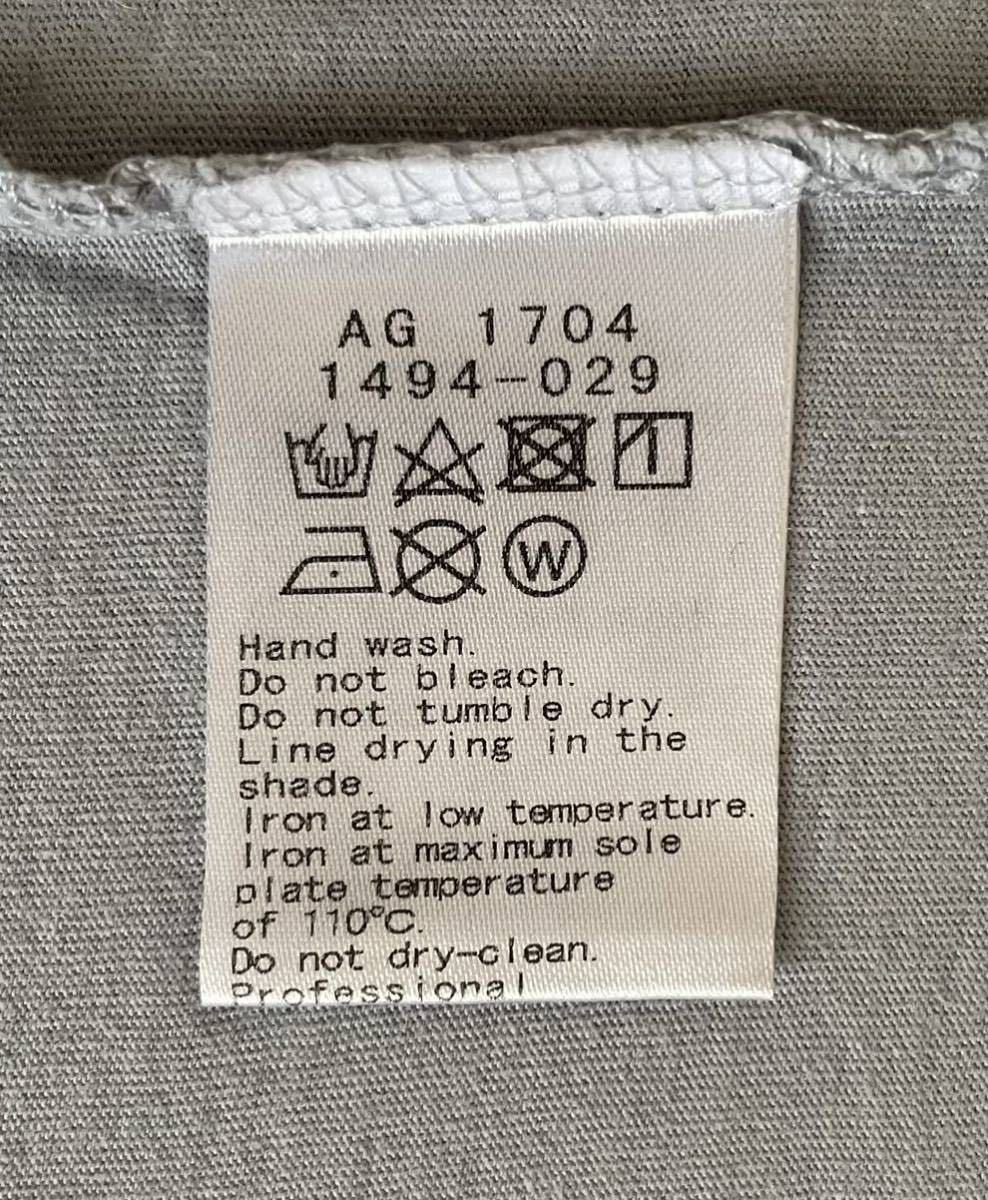 AG 1704
1494-029
W
Hand wash.
Do not bleach.
Do not tumble dry.
Line drying in the
shade.
Iron at low temperature.
Iron at maximum sole
plate temperature
of 110°C.
Do not dry-clean.
Professional